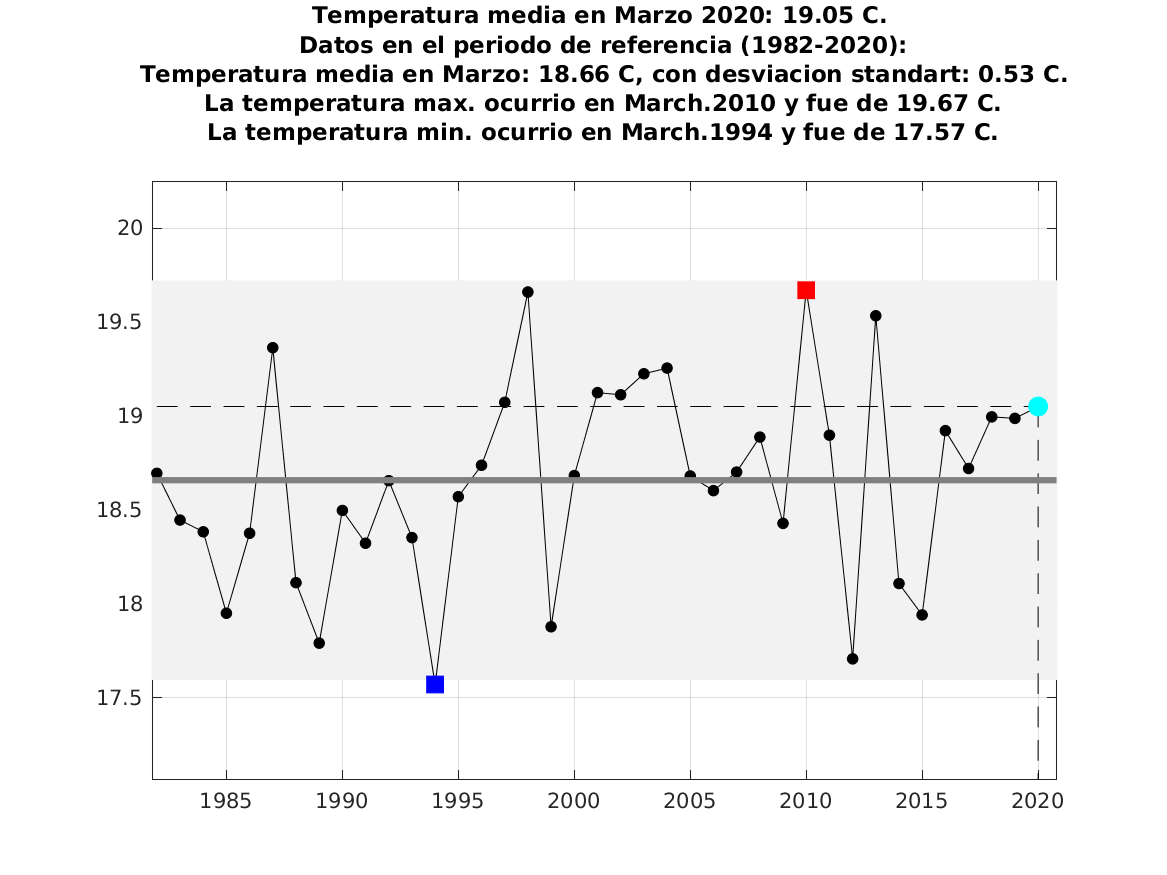 Temperatura media en Marzo 2020: 19.05 C.
Datos en el periodo de referencia (1982-2020):
Temperatura media en Marzo: 18.66 C, con desviacion standart: 0.53 C.
La temperatura max. ocurrio en March.2010 y fue de 19.67 C.
La temperatura min. ocurrio en March.1994 y fue de 17.57 C.
20
19.5
19
18.5
18
17.5
1985 1990 1995 2000 2005 2010 2015 2020